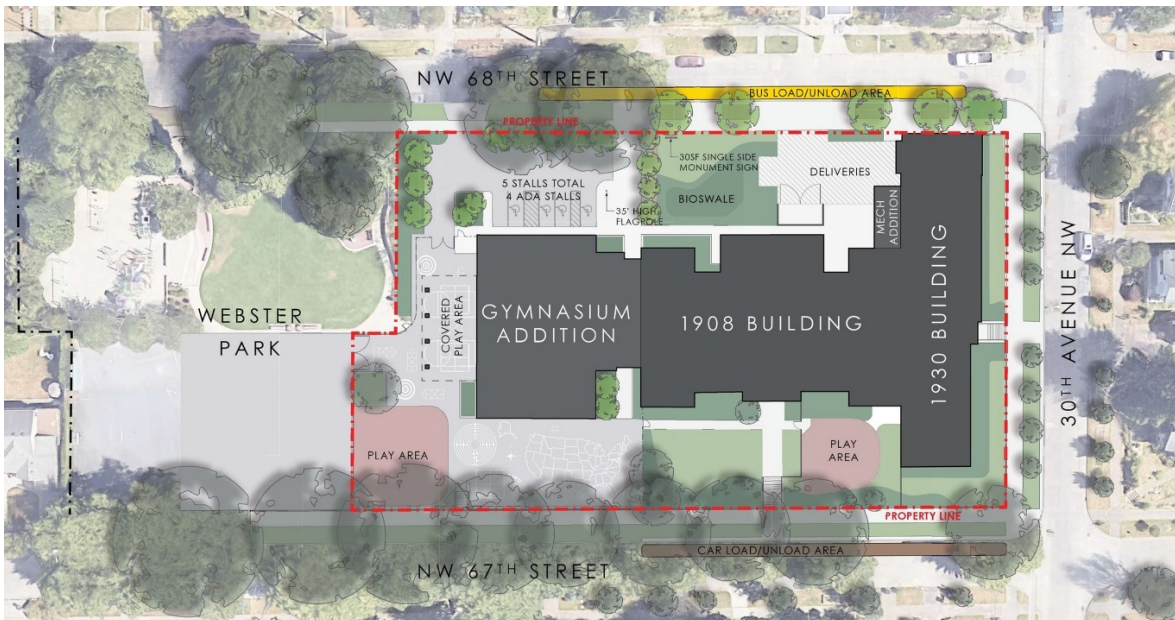 NW 68TH STREET
BUS LOAD/UNLOAD AREA
PROPERTY LINE
30SF SINGLE SIDE
MONUMENT SIGN
DELIVERIES
5 STALLS TOTAL
4 ADA STALLS
BIOSWALE
35' HIGH
FLAGPOLE
MECH
ADDITION
WEBSTER
PARK
COVERED
PLAY AREA
GYMNASIUM
ADDITION
1908 BUILDING
1930 BUILDING
30TH AVENUE NW
PLAY AREA
PLAY
AREA
PROPERTY LINE
CAR LOAD/UNLOAD AREA
NW 67TH STREET